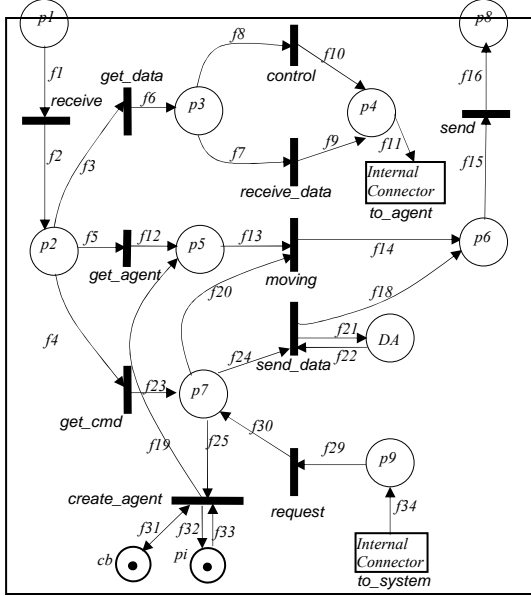 p1
p8
f1
f8
f10
control
get_data
f6
p3
p4
f16
receive
send
f2
f3
f7
f9
f11
receive_data
Internal
Connector
to_agent
f15
p2
f5
f12
p5
f13
f14
p6
get_agent
moving
f20
f18
f4
f21
DA
f22
f24
send_data
f23
p7
get_cmd
f19
f25
f30
f29
p9
create_agent
request
f34
f31
f32
f33
cb
pi
Internal
Connector
to_system